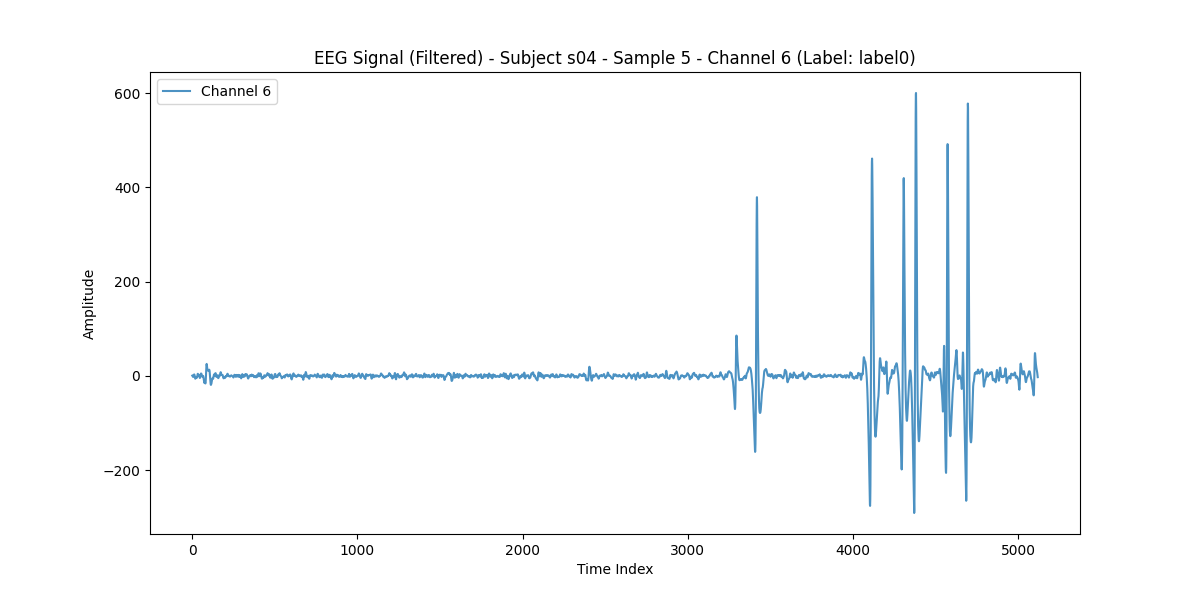 EEG Signal (Filtered) - Subject s04 - Sample 5 - Channel 6 (Label: label0)
Channel 6
600
400
200
0
−200
Amplitude
0 1000 2000 3000 4000 5000
Time Index